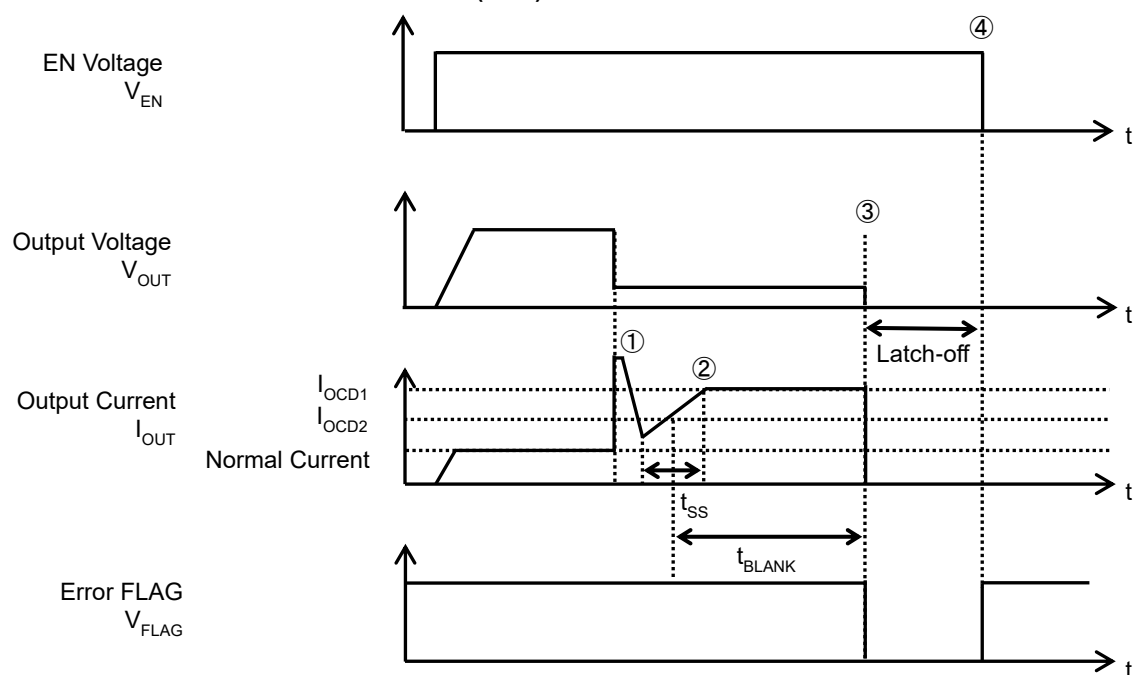 ④
EN Voltage
V_EN
t
③
Output Voltage
V_OUT
t
Latch-off
①
②
I_OCD1
Output Current
I_OUT
I_OCD2
Normal Current
t
t_SS
t_BLANK
Error FLAG
V_FLAG
t